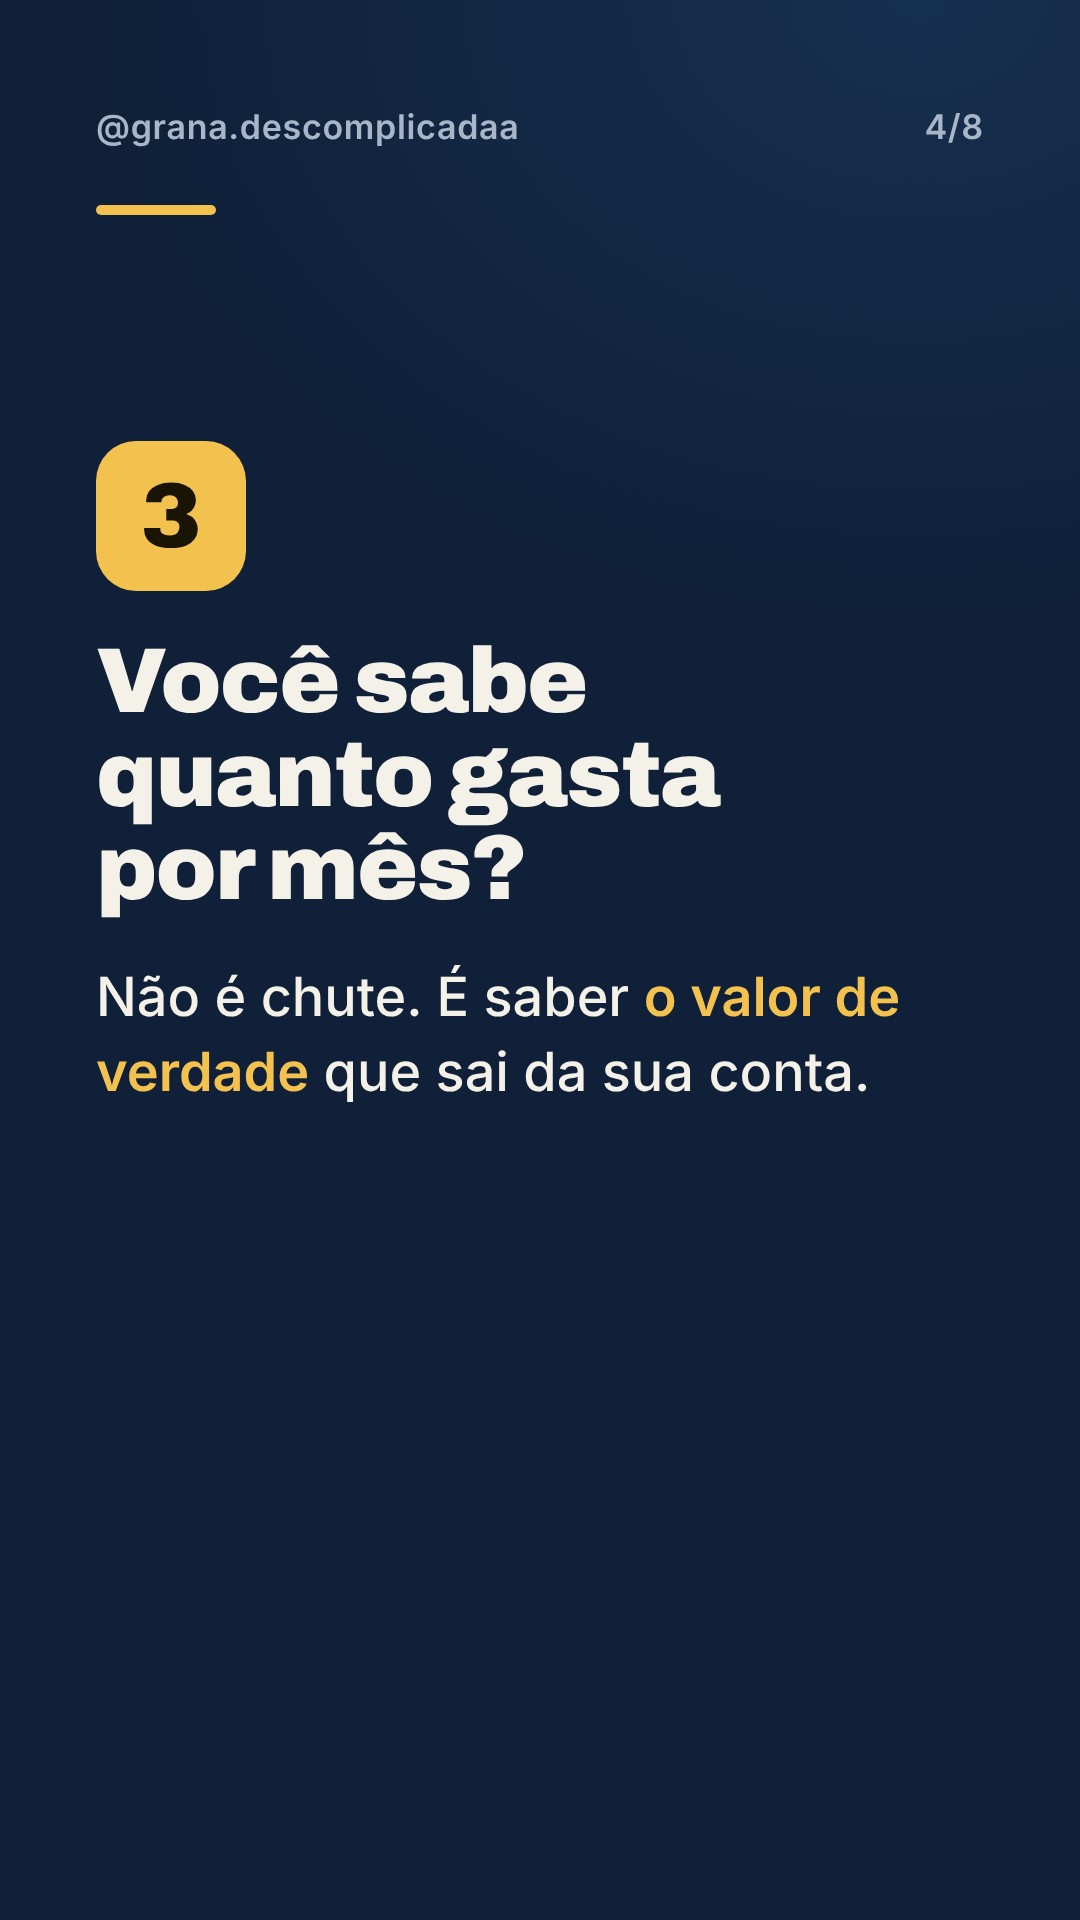 @grana.descomplicadaa 4/8
3
Você sabe
quanto gasta
por mês?
Não é chute. É saber o valor de
verdade que sai da sua conta.